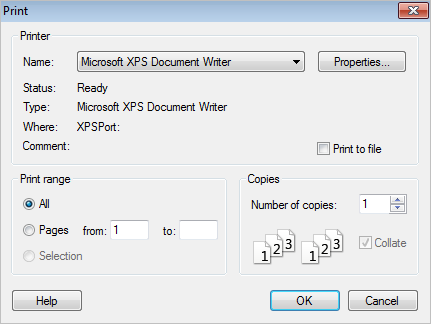 Print
Printer
Name: Microsoft XPS Document Writer Properties...
Status: Ready
Type: Microsoft XPS Document Writer
Where: XPSPort:
Comment:
Print to file
Print range
All
Pages from: 1 to:
Selection
Copies
Number of copies: 1
1 2 3 1 2 3 Collate
Help OK Cancel